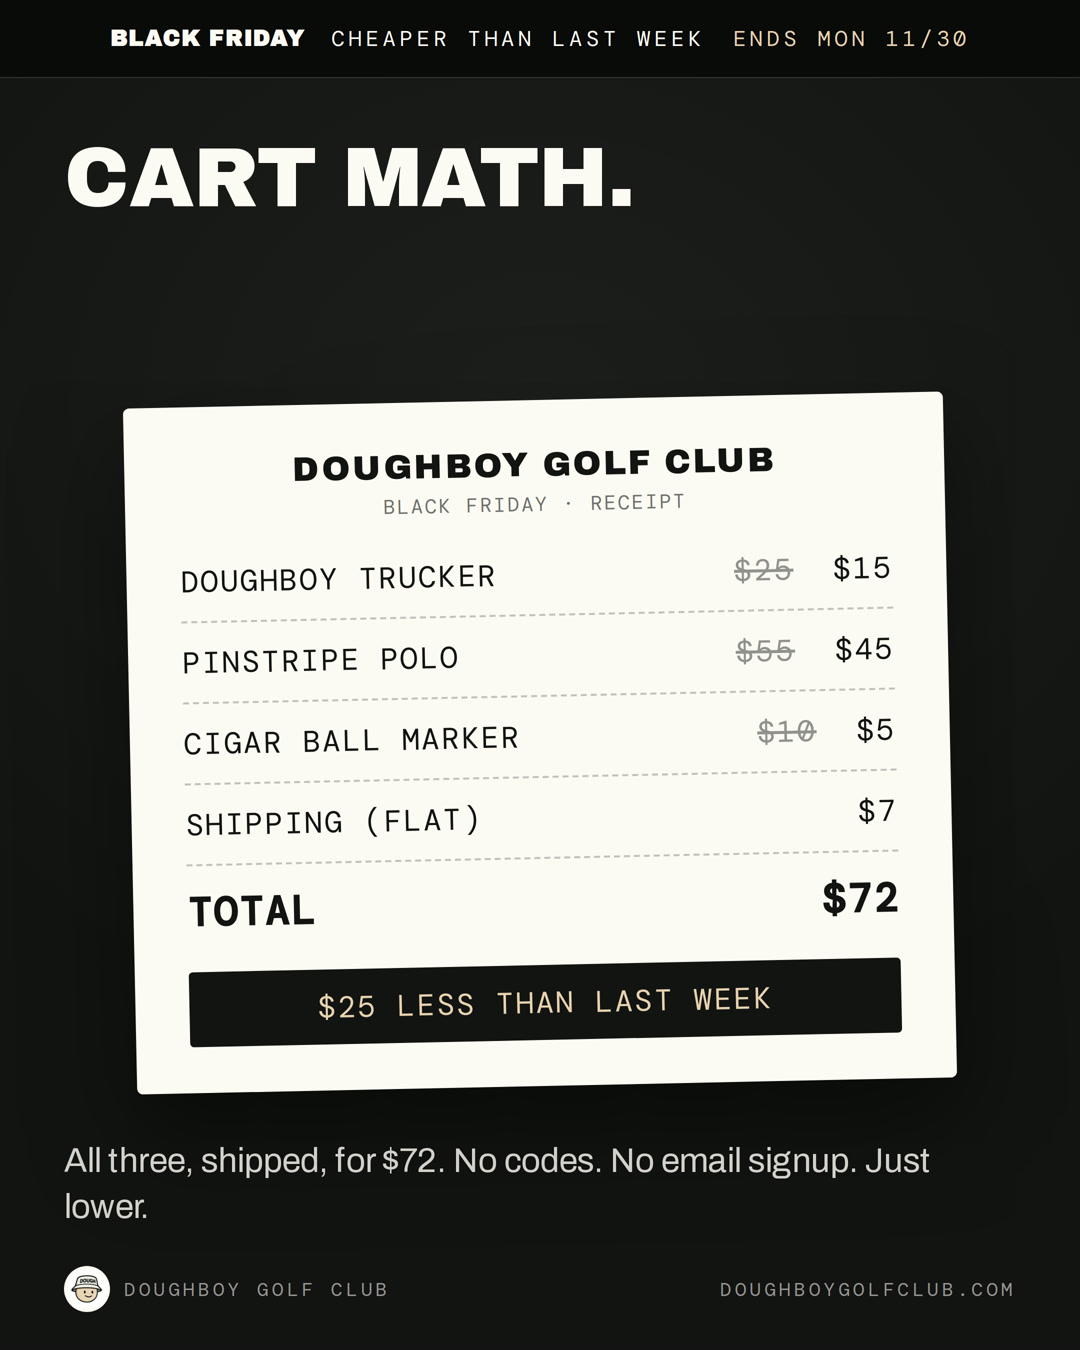 BLACK FRIDAY CHEAPER THAN LAST WEEK ENDS MON 11/30
CART MATH.
DOUGHBOY GOLF CLUB
BLACK FRIDAY · RECEIPT
DOUGHBOY TRUCKER $25 $15
PINSTRIPE POLO $55 $45
CIGAR BALL MARKER $10 $5
SHIPPING (FLAT) $7
TOTAL $72
$25 LESS THAN LAST WEEK
All three, shipped, for $72. No codes. No email signup. Just
lower.
DOUGH
DOUGHBOY GOLF CLUB DOUGHBOYGOLFCLUB.COM